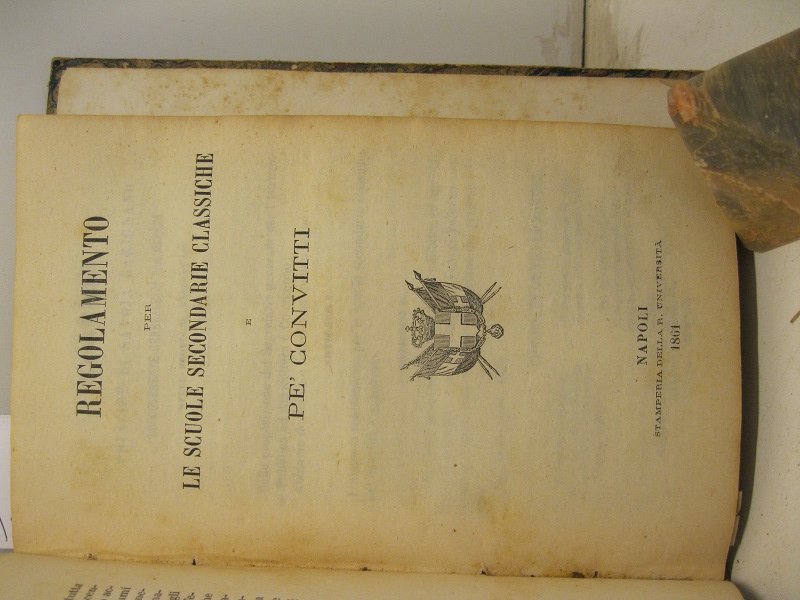 REGOLAMENTO
PER
LE SCUOLE SECONDARIE CLASSICHE
E
PE' CONVITTI
NAPOLI
STAMPERIA DELLA R. UNIVERSITÀ
1861